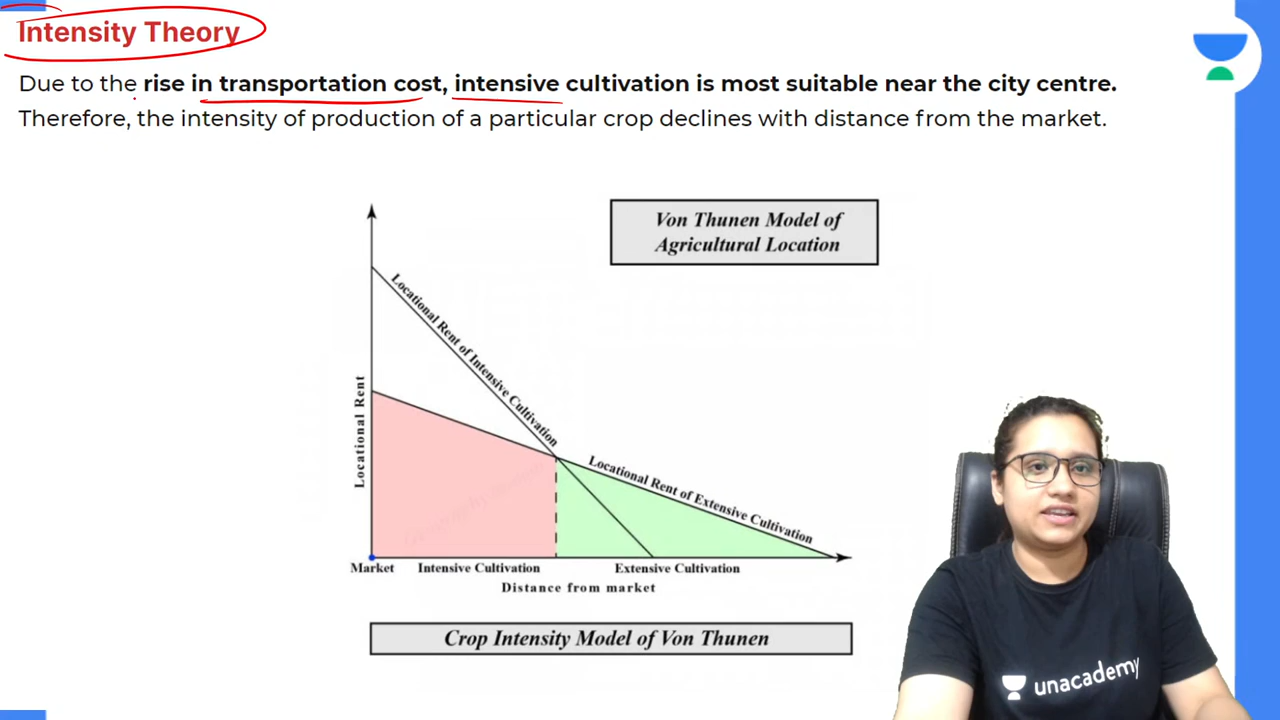 Intensity Theory
Due to the rise in transportation cost, intensive cultivation is most suitable near the city centre.
Therefore, the intensity of production of a particular crop declines with distance from the market.
Von Thunen Model of
Agricultural Location
Locational Rent of Intensive Cultivation
Locational Rent
Locational Rent of Extensive Cultivation
Market
Intensive Cultivation
Extensive Cultivation
Distance from market
Crop Intensity Model of Von Thunen
unacademy